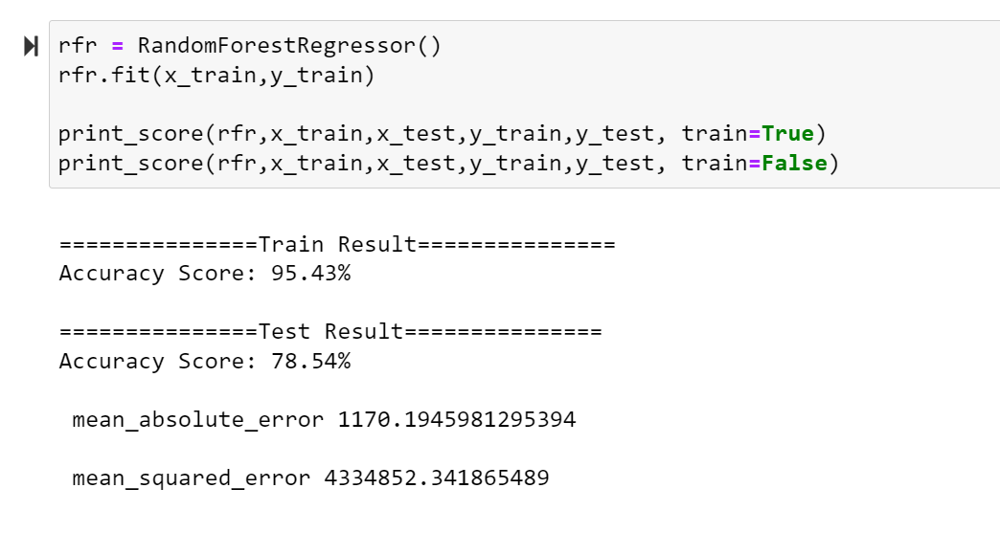 rfr = RandomForestRegressor()
rfr.fit(x_train,y_train)
print_score(rfr,x_train,x_test,y_train,y_test, train=True)
print_score(rfr,x_train,x_test,y_train,y_test, train=False)
===============Train Result===============
Accuracy Score: 95.43%
===============Test Result===============
Accuracy Score: 78.54%
mean_absolute_error 1170.1945981295394
mean_squared_error 4334852.341865489